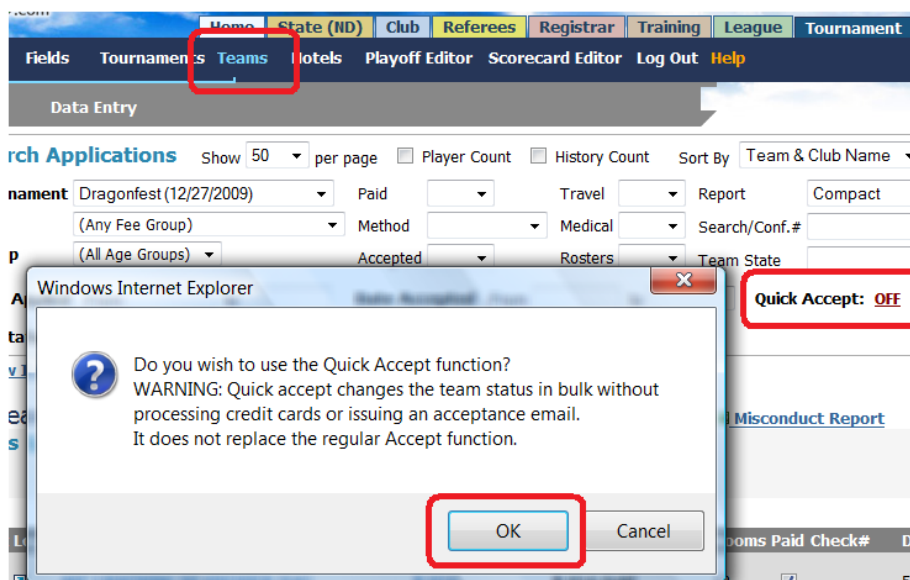 Home State (ND) Club Referees Registrar Training League Tournament
Fields Tournaments Teams Hotels Playoff Editor Scorecard Editor Log Out Help
Data Entry
rch Applications Show 50 per page Player Count History Count Sort By Team & Club Name
nament Dragonfest (12/27/2009) Paid Travel Report Compact
(Any Fee Group) Method Medical Search/Conf.#
p (All Age Groups) Accepted Rosters Team State
Windows Internet Explorer
Quick Accept: OFF
Do you wish to use the Quick Accept function?
WARNING: Quick accept changes the team status in bulk without
processing credit cards or issuing an acceptance email.
It does not replace the regular Accept function.
Misconduct Report
OK Cancel
ooms Paid Check#